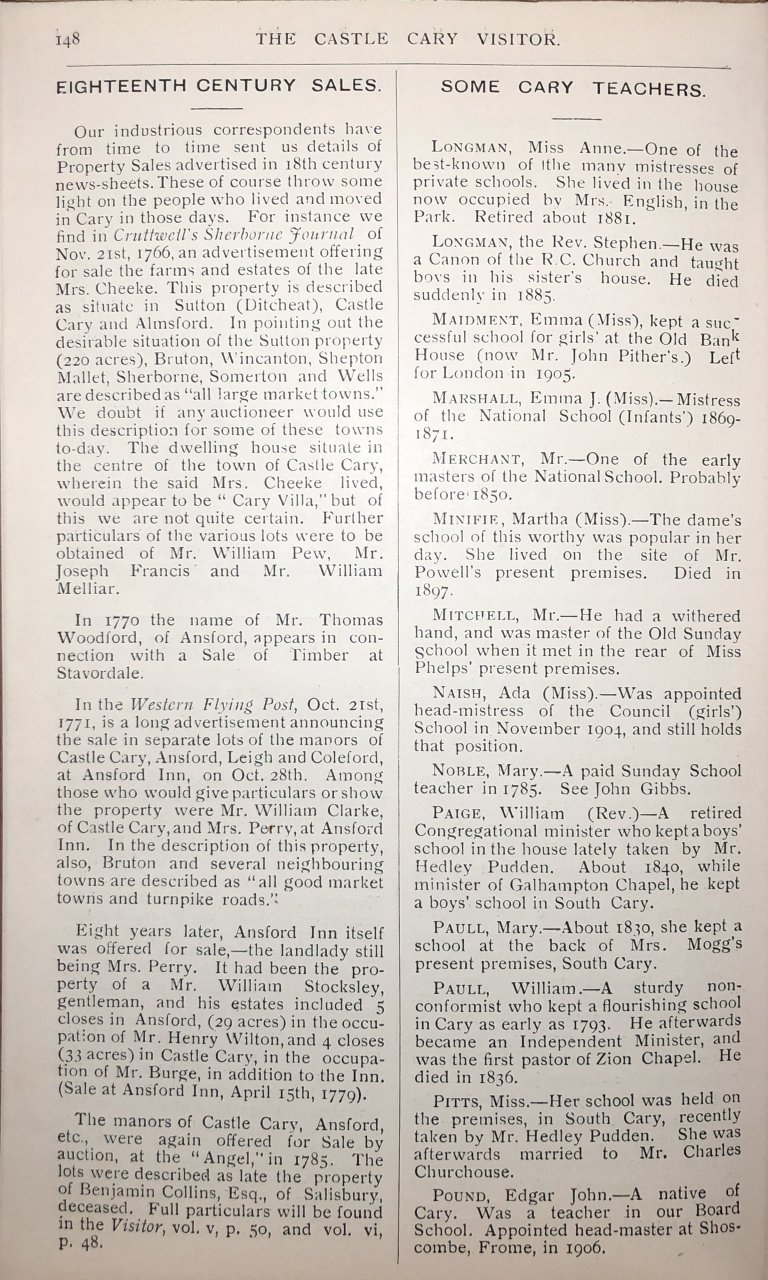 148
THE CASTLE CARY VISITOR.
EIGHTEENTH CENTURY SALES.
Our industrious correspondents have
from time to time sent us details of
Property Sales advertised in 18th century
news-sheets. These of course throw some
light on the people who lived and moved
in Cary in those days. For instance we
find in Cruttwell's Sherborne Journal of
Nov. 21st, 1766, an advertisement offering
for sale the farms and estates of the late
Mrs. Cheeke. This property is described
as situate in Sutton (Ditcheat), Castle
Cary and Almsford. In pointing out the
desirable situation of the Sutton property
(220 acres), Bruton, Wincanton, Shepton
Mallet, Sherborne, Somerton and Wells
are described as "all large market towns."
We doubt if any auctioneer would use
this description for some of these towns
to-day. The dwelling house situate in
the centre of the town of Castle Cary,
wherein the said Mrs. Cheeke lived,
would appear to be " Cary Villa," but of
this we are not quite certain. Further
particulars of the various lots were to be
obtained of Mr. William Pew, Mr.
Joseph Francis and Mr. William
Melliar.
In 1770 the name of Mr. Thomas
Woodford, of Ansford, appears in con-
nection with a Sale of Timber at
Stavordale.
In the Western Flying Post, Oct. 21st,
1771, is a long advertisement announcing
the sale in separate lots of the manors of
Castle Cary, Ansford, Leigh and Coleford,
at Ansford Inn, on Oct. 28th. Among
those who would give particulars or show
the property were Mr. William Clarke,
of Castle Cary, and Mrs. Perry, at Ansford
Inn. In the description of this property,
also, Bruton and several neighbouring
towns are described as "all good market
towns and turnpike roads."
Eight years later, Ansford Inn itself
was offered for sale,—the landlady still
being Mrs. Perry. It had been the pro-
perty of a Mr. William Stocksley,
gentleman, and his estates included 5
closes in Ansford, (29 acres) in the occu-
pation of Mr. Henry Wilton, and 4 closes
(33 acres) in Castle Cary, in the occupa-
tion of Mr. Burge, in addition to the Inn.
(Sale at Ansford Inn, April 15th, 1779).
The manors of Castle Cary, Ansford,
etc., were again offered for Sale by
auction, at the "Angel," in 1785. The
lots were described as late the property
of Benjamin Collins, Esq., of Salisbury,
deceased. Full particulars will be found
in the Visitor, vol. v, p. 50, and vol. vi,
p. 48.
SOME CARY TEACHERS.
LONGMAN, Miss Anne.—One of the
best-known of the many mistresses of
private schools. She lived in the house
now occupied by Mrs. English, in the
Park. Retired about 1881.
LONGMAN, the Rev. Stephen.—He was
a Canon of the R.C. Church and taught
boys in his sister's house. He died
suddenly in 1885.
MAIDMENT, Emma (Miss), kept a suc-
cessful school for girls' at the Old Bank
House (now Mr. John Pither's.) Left
for London in 1905.
MARSHALL, Emma J. (Miss).—Mistress
of the National School (Infants') 1869-
1871.
MERCHANT, Mr.—One of the early
masters of the National School. Probably
before 1850.
MINIFIE, Martha (Miss).—The dame's
school of this worthy was popular in her
day. She lived on the site of Mr.
Powell's present premises. Died in
1897.
MITCHELL, Mr.—He had a withered
hand, and was master of the Old Sunday
School when it met in the rear of Miss
Phelps' present premises.
NAISH, Ada (Miss).—Was appointed
head-mistress of the Council (girls')
School in November 1904, and still holds
that position.
NOBLE, Mary.—A paid Sunday School
teacher in 1785. See John Gibbs.
PAIGE, William (Rev.)—A retired
Congregational minister who kept a boys'
school in the house lately taken by Mr.
Hedley Pudden. About 1840, while
minister of Galhampton Chapel, he kept
a boys' school in South Cary.
PAULL, Mary.—About 1830, she kept a
school at the back of Mrs. Mogg's
present premises, South Cary.
PAULL, William.—A sturdy non-
conformist who kept a flourishing school
in Cary as early as 1793. He afterwards
became an Independent Minister, and
was the first pastor of Zion Chapel. He
died in 1836.
PITTS, Miss.—Her school was held on
the premises, in South Cary, recently
taken by Mr. Hedley Pudden. She was
afterwards married to Mr. Charles
Churchouse.
POUND, Edgar John.—A native of
Cary. Was a teacher in our Board
School. Appointed head-master at Shos-
combe, Frome, in 1906.